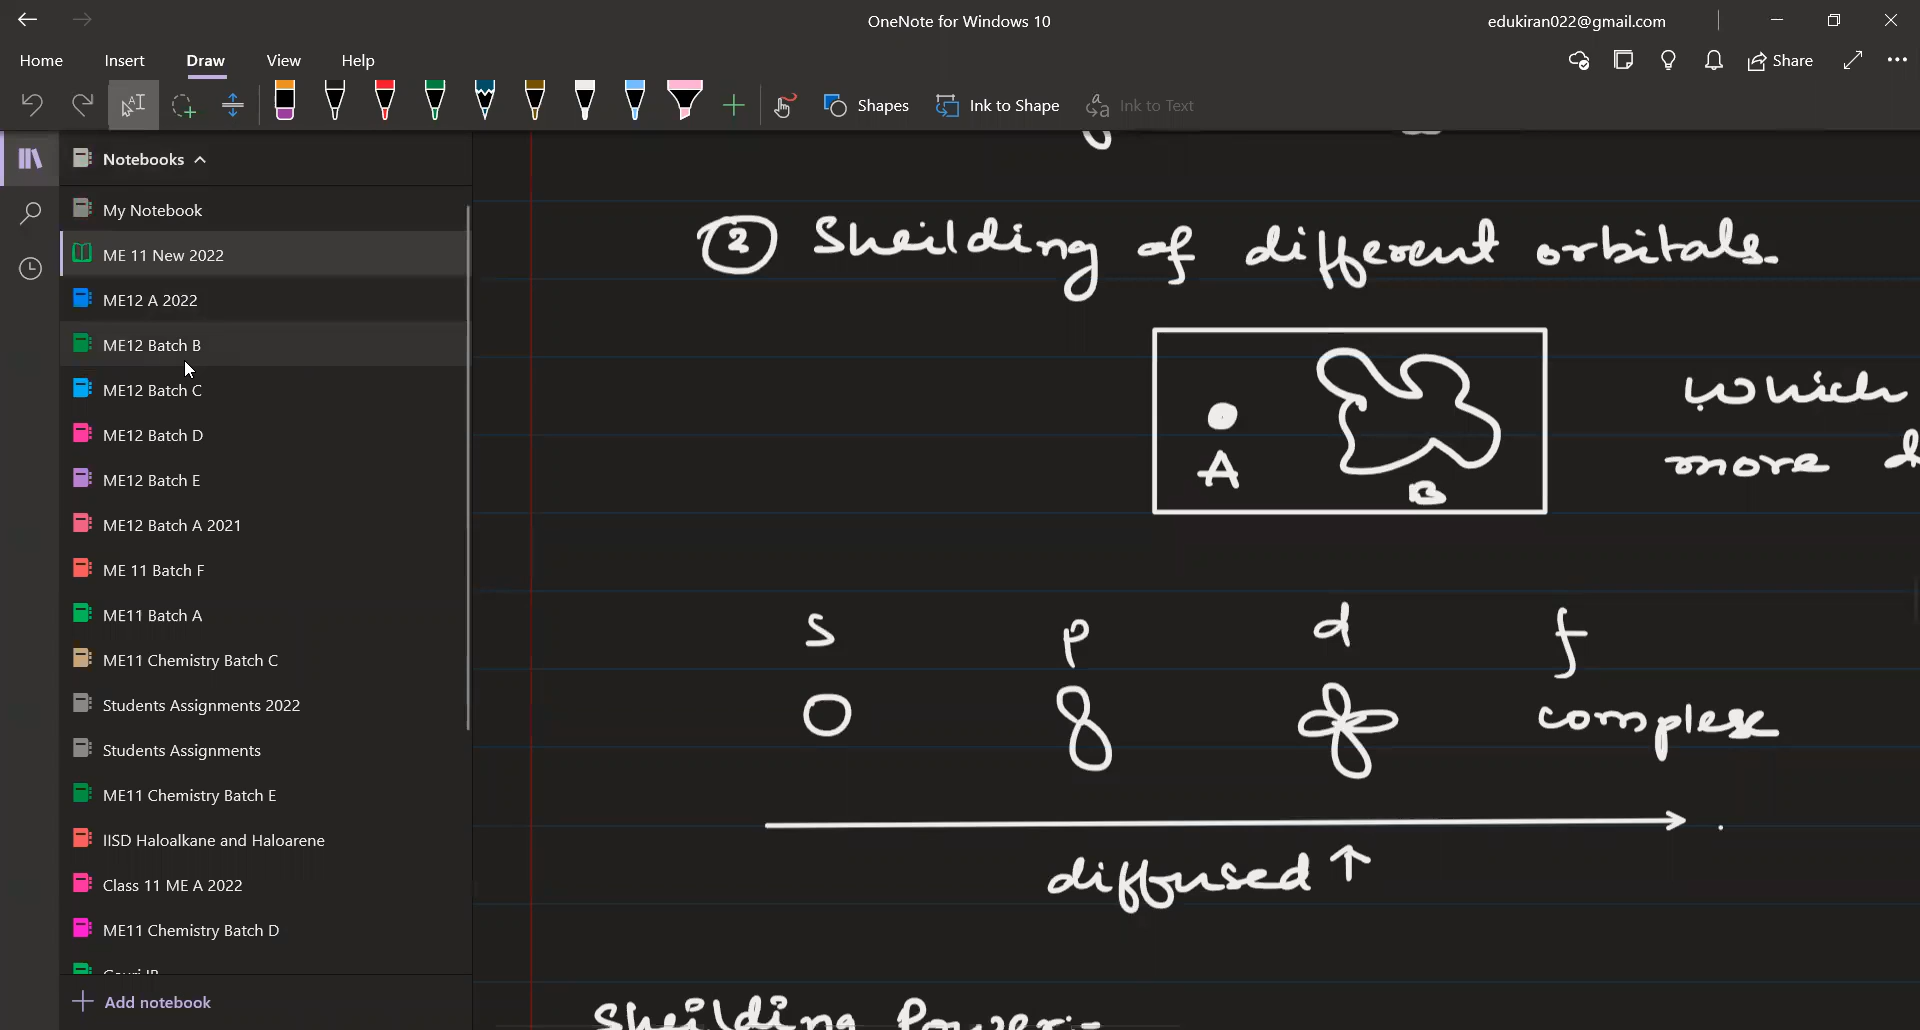 OneNote for Windows 10
edukiran022@gmail.com
Home
Insert
Draw
View
Help
Share
Shapes
Ink to Shape
Ink to Text
Notebooks
My Notebook
ME 11 New 2022
ME12 A 2022
ME12 Batch B
ME12 Batch C
ME12 Batch D
ME12 Batch E
ME12 Batch A 2021
ME 11 Batch F
ME11 Batch A
ME11 Chemistry Batch C
Students Assignments 2022
Students Assignments
ME11 Chemistry Batch E
IISD Haloalkane and Haloarene
Class 11 ME A 2022
ME11 Chemistry Batch D
Add notebook
② Sheilding of different orbitals.
A
B
which
more
s p d f
complex
diffused ↑
Sheilding Power:-